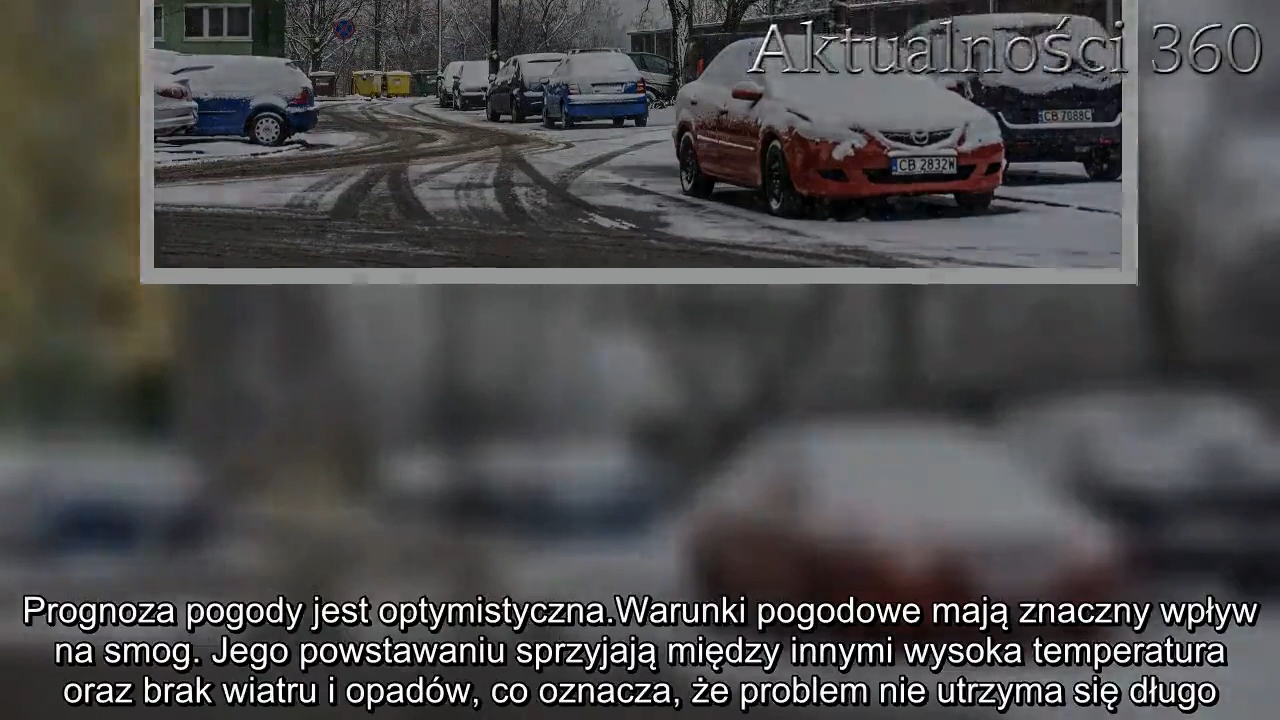 Aktualności 360
CB 7088C
CB 2832W
Prognoza pogody jest optymistyczna.Warunki pogodowe mają znaczny wpływ
na smog. Jego powstawaniu sprzyjają między innymi wysoka temperatura
oraz brak wiatru i opadów, co oznacza, że problem nie utrzyma się długo